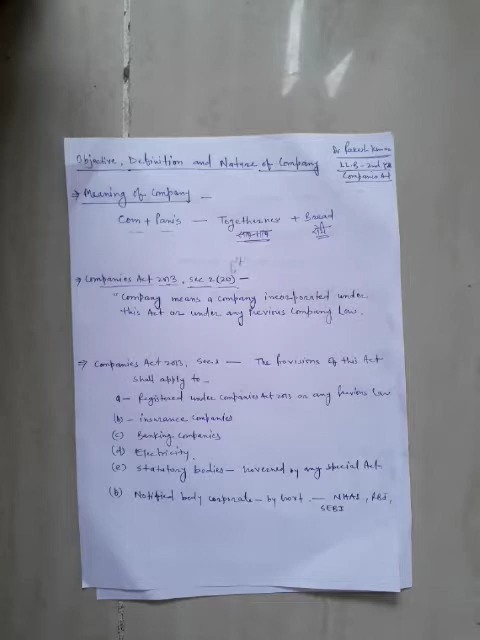 Dr Rakesh Kumar
LL.B - 2nd yr
Companies Act
Objective, Definition and Nature of Company
→ Meaning of Company -
Com + Panis — Togetherness + Bread
साथ-साथ रोटी
→ Companies Act 2013, Sec 2(20) -
"Company means a company incorporated under
this Act or under any Previous Company Law.
⇒ Companies Act 2013, Sec. 1 — The Provisions of this Act
shall apply to -
a - Registered under Companies Act 2013 or any Previous Law
(b) - insurance Companies
(c) Banking Companies
(d) Electricity.
(e) Statutory bodies - Governed by any special Act.
(f) Notified body corporate - by Govt. — NHAI, RBI,
SEBI